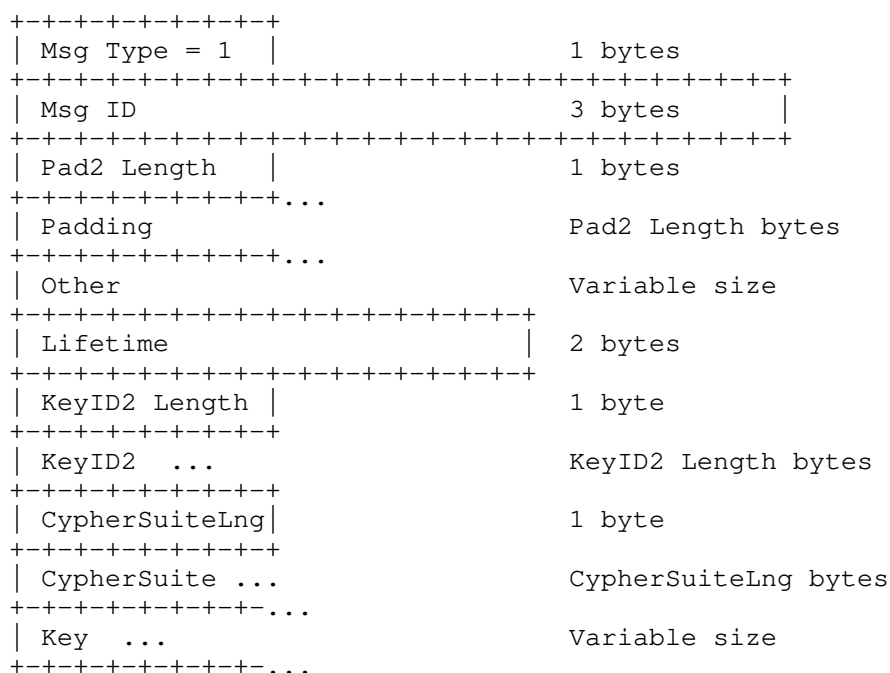 +-+-+-+-+-+-+-+-+
| Msg Type = 1  |                  1 bytes
+-+-+-+-+-+-+-+-+-+-+-+-+-+-+-+-+-+-+-+-+-+-+-+-+
| Msg ID                           3 bytes      |
+-+-+-+-+-+-+-+-+-+-+-+-+-+-+-+-+-+-+-+-+-+-+-+-+
| Pad2 Length   |                  1 bytes
+-+-+-+-+-+-+-+-+...
| Padding                          Pad2 Length bytes
+-+-+-+-+-+-+-+-+...
| Other                            Variable size
+-+-+-+-+-+-+-+-+-+-+-+-+-+-+-+-+
| Lifetime                      |  2 bytes
+-+-+-+-+-+-+-+-+-+-+-+-+-+-+-+-+
| KeyID2 Length |                  1 byte
+-+-+-+-+-+-+-+-+
| KeyID2  ...                      KeyID2 Length bytes
+-+-+-+-+-+-+-+-+
| CypherSuiteLng|                  1 byte
+-+-+-+-+-+-+-+-+
| CypherSuite ...                  CypherSuiteLng bytes
+-+-+-+-+-+-+-+-...
| Key  ...                         Variable size
+-+-+-+-+-+-+-+-...